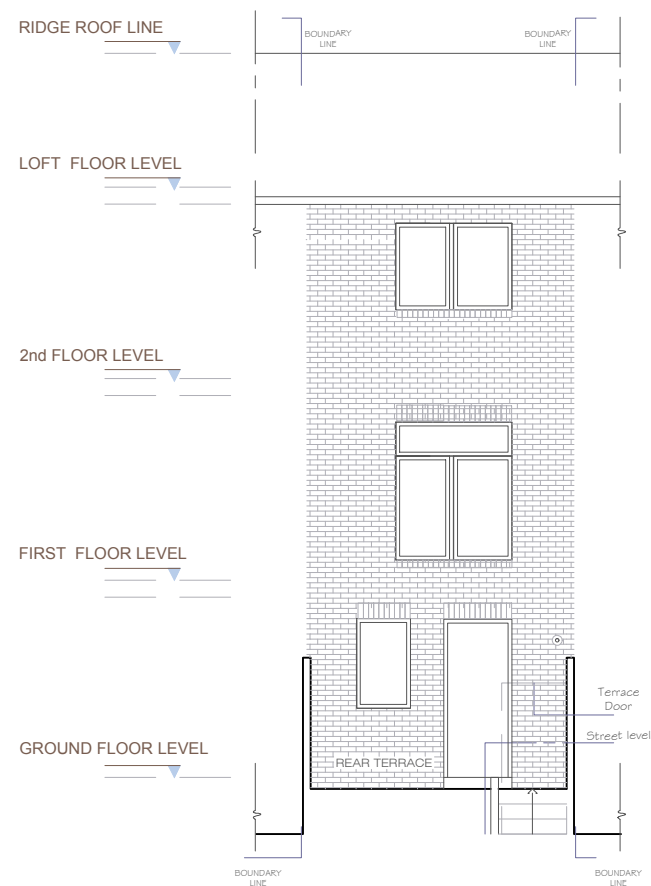 RIDGE ROOF LINE
BOUNDARY
LINE
BOUNDARY
LINE
LOFT FLOOR LEVEL
2nd FLOOR LEVEL
FIRST FLOOR LEVEL
Terrace
Door
Street level
GROUND FLOOR LEVEL
REAR TERRACE
BOUNDARY
LINE
BOUNDARY
LINE